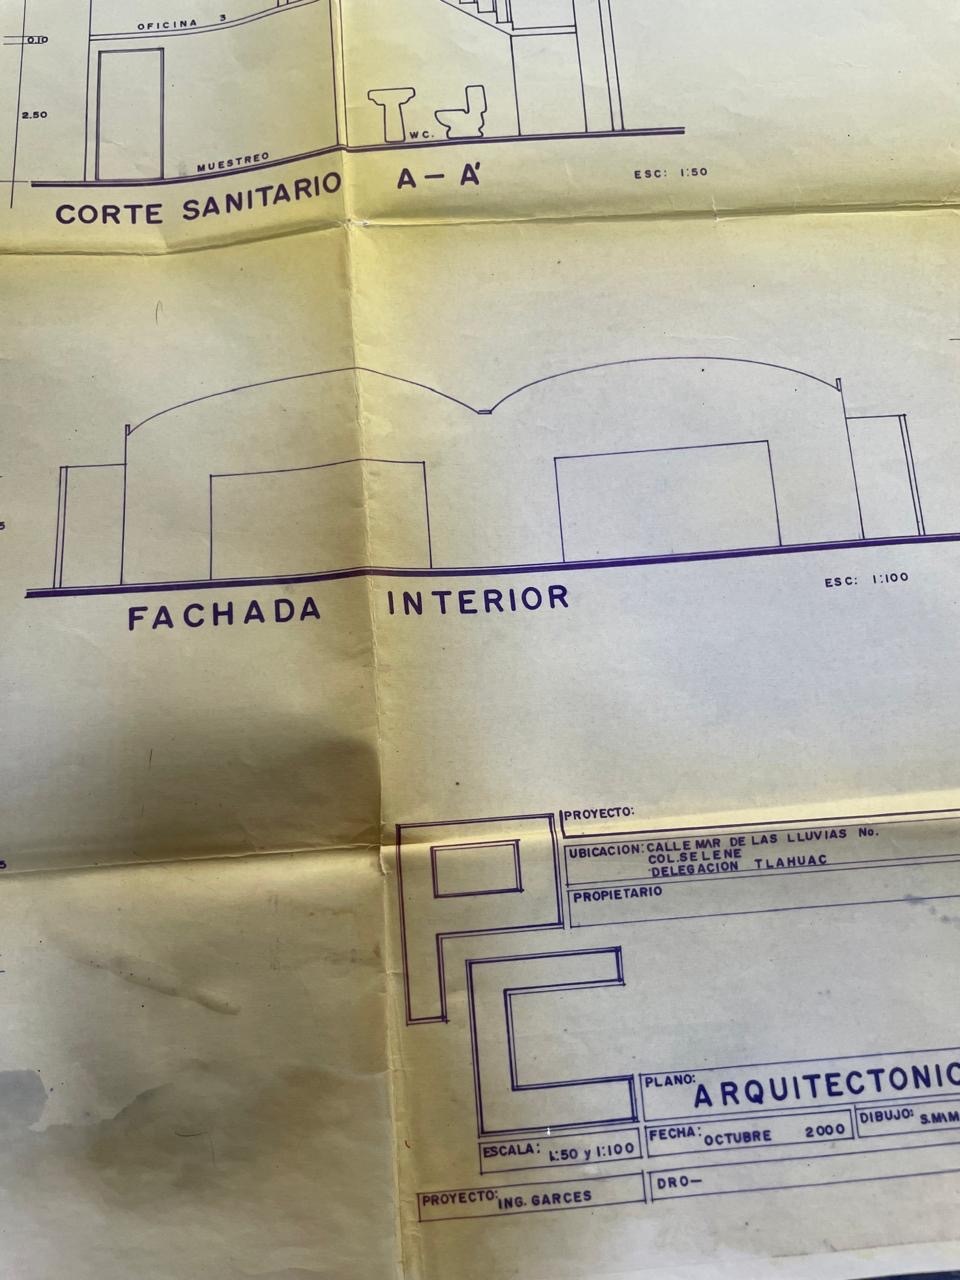 OFICINA 3
0.10
2.50
WC.
MUESTREO
CORTE SANITARIO A-A'
ESC: 1:50
FACHADA INTERIOR
ESC: 1:100
PC
PROYECTO:
UBICACION: CALLE MAR DE LAS LLUVIAS No.
COL. SELENE
DELEGACION TLAHUAC
PROPIETARIO
PLANO: ARQUITECTONIC
ESCALA: 1:50 y 1:100
FECHA: OCTUBRE 2000
DIBUJO:
PROYECTO: ING. GARCES
DRO-